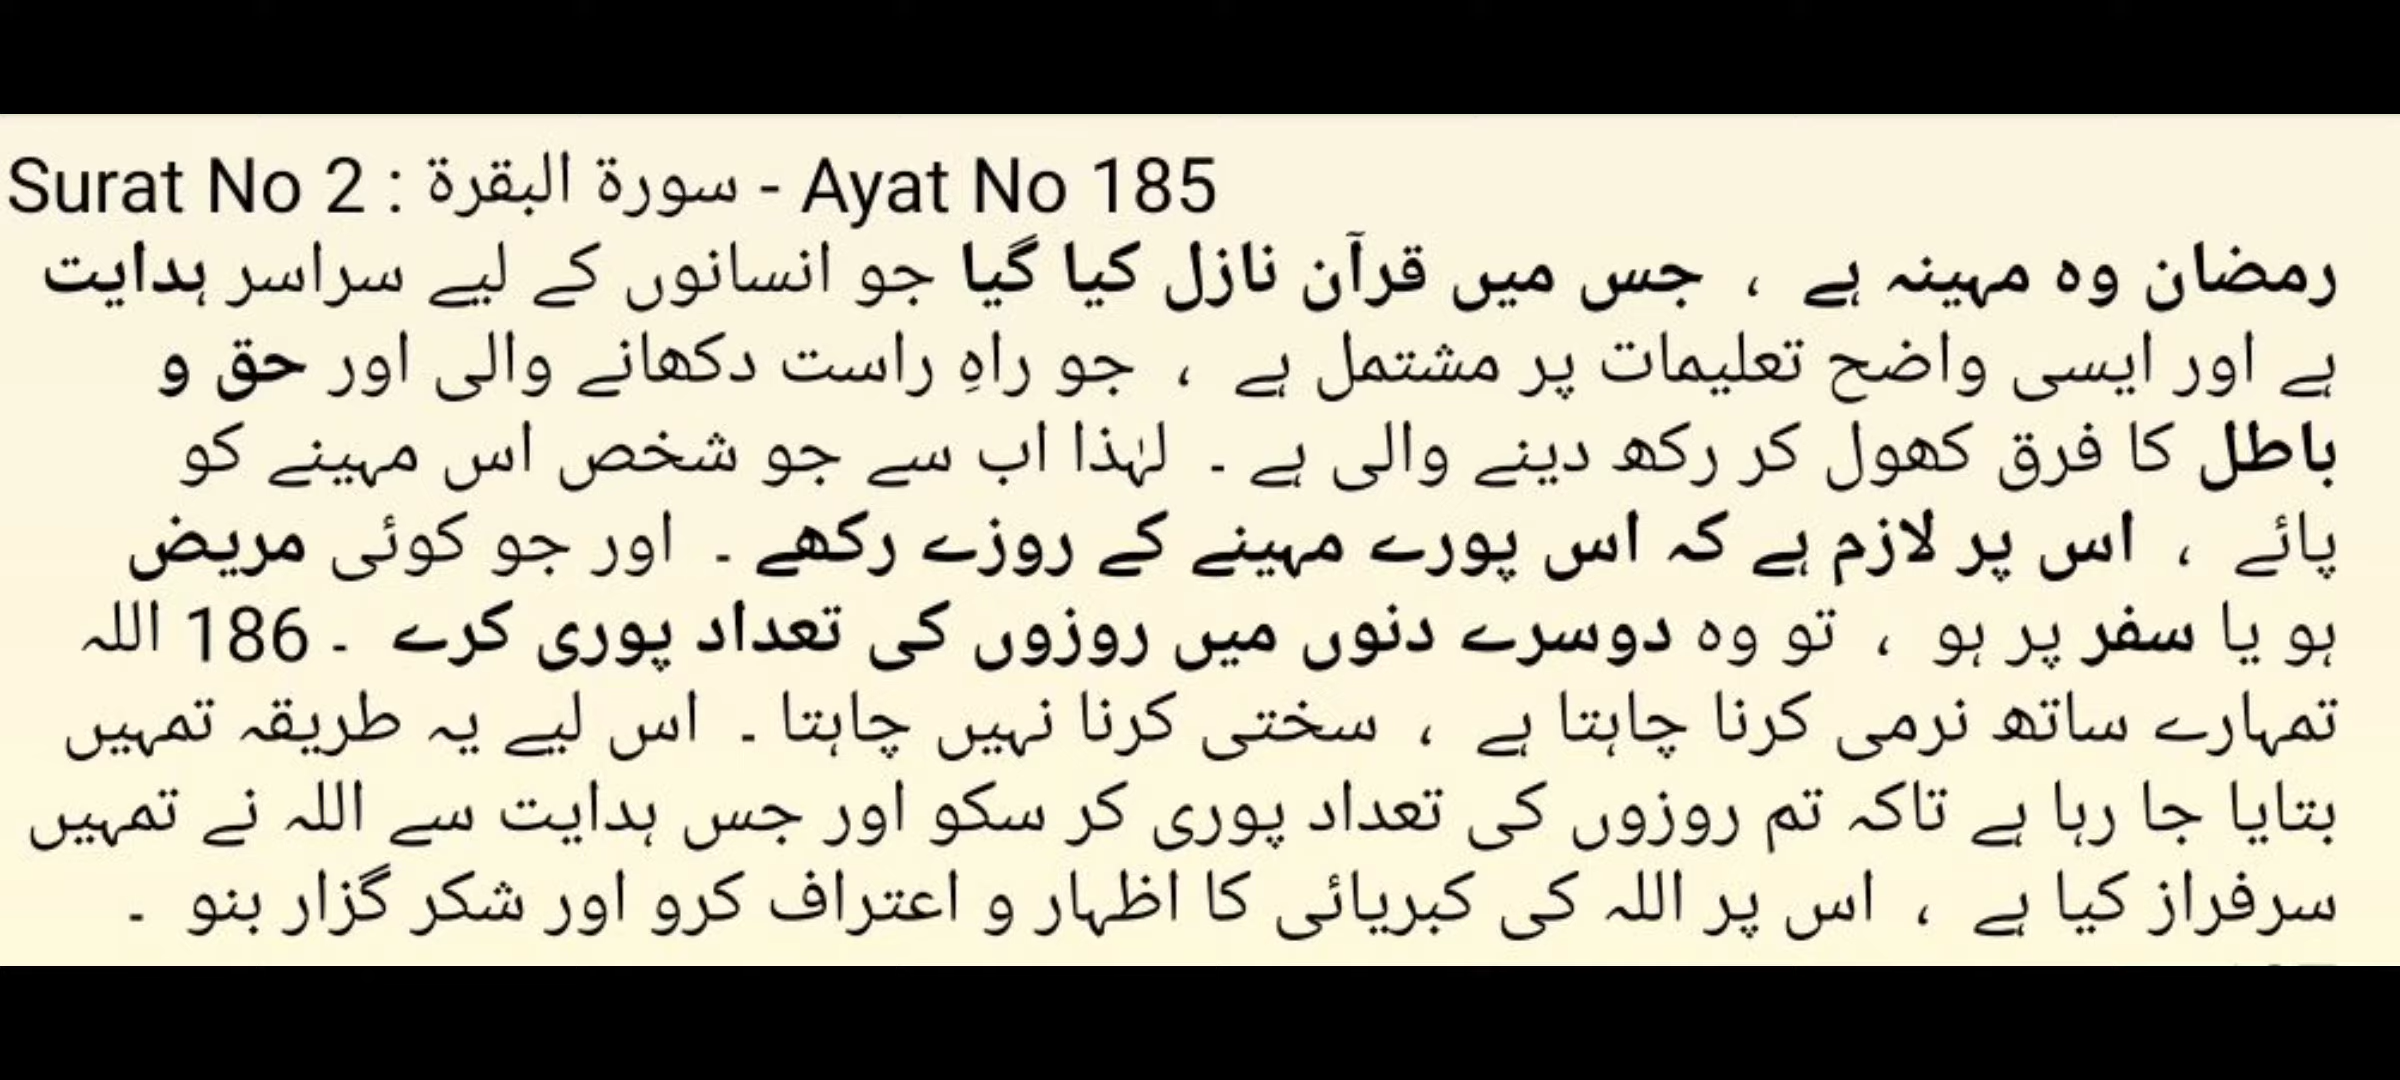 Surat No 2 : سورة البقرة - Ayat No 185
رمضان وہ مہینہ ہے ، جس میں قرآن نازل کیا گیا جو انسانوں کے لیے سراسر ہدایت
ہے اور ایسی واضح تعلیمات پر مشتمل ہے ، جو راہِ راست دکھانے والی اور حق و
باطل کا فرق کھول کر رکھ دینے والی ہے ۔ لہٰذا اب سے جو شخص اس مہینے کو
پائے ، اس پر لازم ہے کہ اس پورے مہینے کے روزے رکھے ۔ اور جو کوئی مریض
ہو یا سفر پر ہو ، تو وہ دوسرے دنوں میں روزوں کی تعداد پوری کرے ۔ 186 اللہ
تمہارے ساتھ نرمی کرنا چاہتا ہے ، سختی کرنا نہیں چاہتا ۔ اس لیے یہ طریقہ تمہیں
بتایا جا رہا ہے تاکہ تم روزوں کی تعداد پوری کر سکو اور جس ہدایت سے اللہ نے تمہیں
سرفراز کیا ہے ، اس پر اللہ کی کبریائی کا اظہار و اعتراف کرو اور شکر گزار بنو ۔